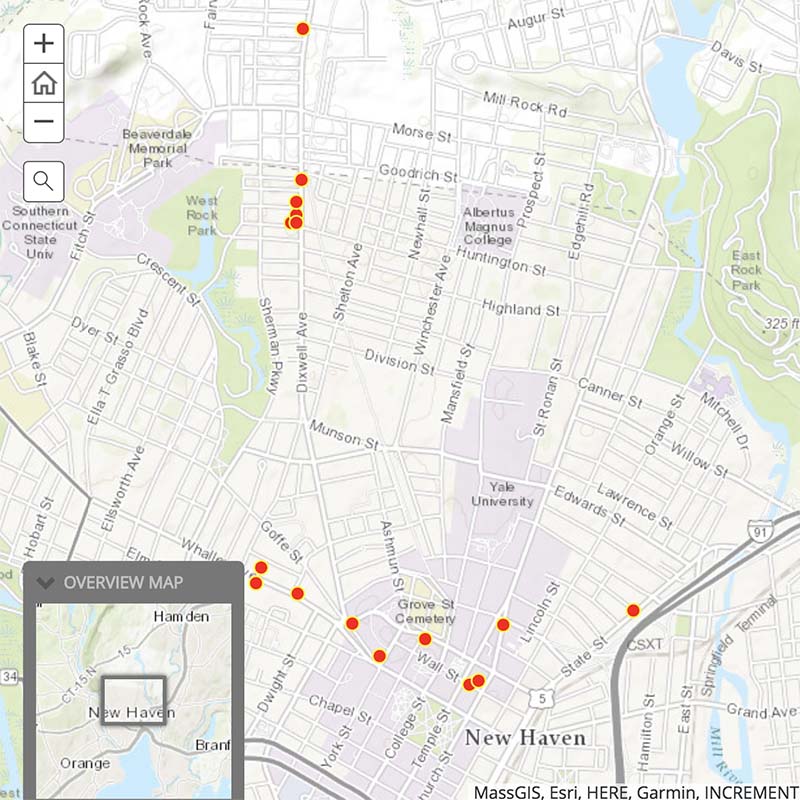 Rock Ave
Fairv
Augur St
Davis St
Mill Rock Rd
Morse St
Beaverdale
Memorial
Park
Goodrich St
Prospect St
Edgehill Rd
Newhall St
West
Rock
Park
Southern
Connecticut
State
Univ
Fitch St
Albertus
Magnus
College
Crescent St
Shelton Ave
Winchester Ave
Huntington St
East
Rock
Park
Highland St
325 ft
Sherman Pkwy
Dixwell Ave
Dyer St
Blake St
Ella T Grasso Blvd
Division St
Mansfield St
St Ronan St
Canner St
Orange St
Mitchell Dr
Munson St
Willow St
Ellsworth Ave
Yale
University
Edwards St
Lawrence St
Hobart St
Goffe St
Ashmun St
91
Elm
Whalley
OVERVIEW MAP
Grove St
Cemetery
Lincoln St
State St
CSXT
Springfield Terminal
Hamden
15
CT-15 N
New Haven
Orange
Branf
34
Wall St
Dwight St
Chapel St
York St
College St
Temple St
Church St
5
New Haven
Hamilton St
East St
Grand Ave
Mill River
MassGIS, Esri, HERE, Garmin, INCREMENT